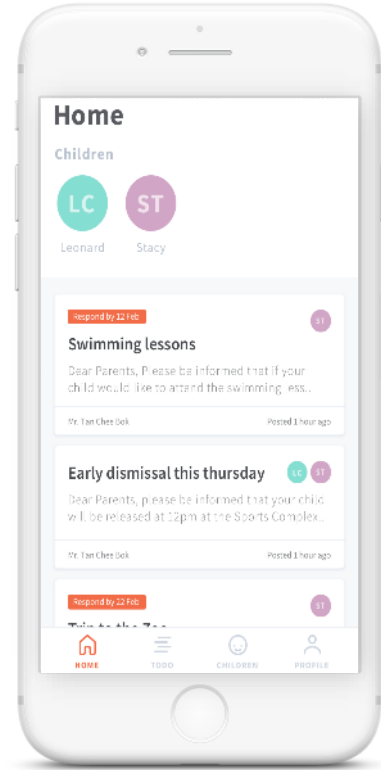 Home
Children
LC ST
Leonard Stacy
Respond by 12 Feb ST
Swimming lessons
Dear Parents, Please be informed that if your
child would like to attend the swimming less..
Mr. Tan Chee Bok Posted 1 hour ago
Early dismissal this thursday LC ST
Dear Parents, please be informed that your child
will be released at 12pm at the Sports Complex..
Mr. Tan Chee Bok Posted 1 hour ago
Respond by 22 Feb ST
Trip to the Zoo
HOME TODO CHILDREN PROFILE